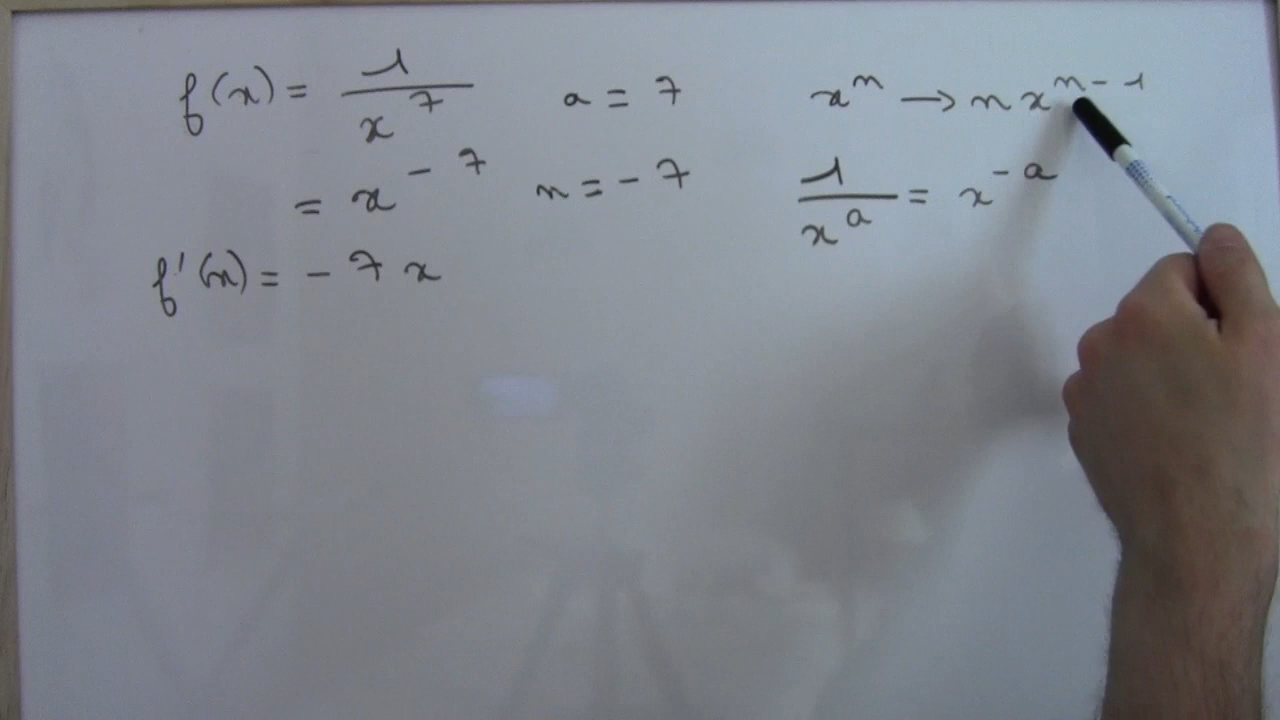 f(x) = 1/x^7 a = 7 x^n → n x^{n-1}
= x^{-7} n = -7 1/x^a = x^{-a}
f'(x) = -7 x